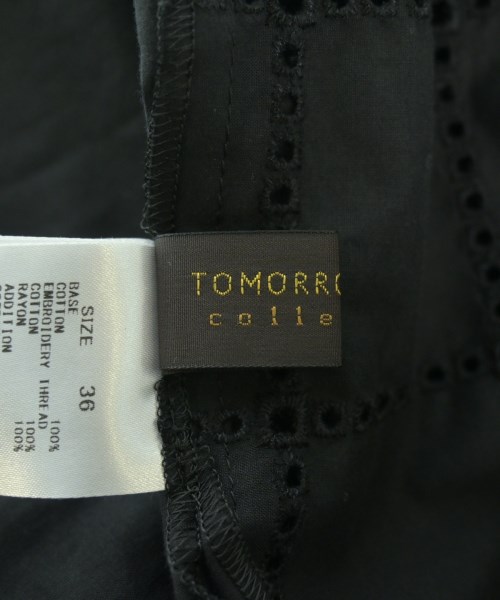 TOMORRO
colle
SIZE 36
BASE
COTTON 100%
EMBROIDERY THREAD
COTTON 100%
RAYON 100%
ADDITION